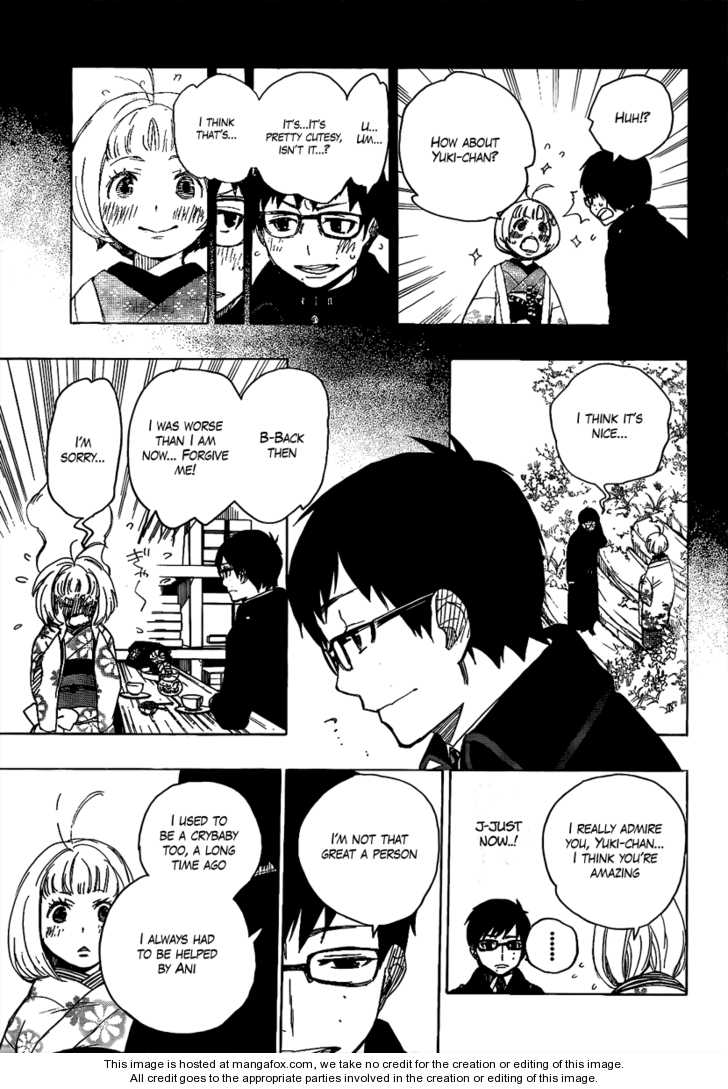 HUH!?
HOW ABOUT
YUKI-CHAN?
U...
UM...
IT'S...IT'S
PRETTY CUTESY,
ISN'T IT...?
I THINK
THAT'S...
I THINK IT'S
NICE...
B-BACK
THEN
I WAS WORSE
THAN I AM
NOW... FORGIVE
ME!
I'M
SORRY...
I REALLY ADMIRE
YOU, YUKI-CHAN...
I THINK YOU'RE
AMAZING
J-JUST
NOW..!
.......
I'M NOT THAT
GREAT A PERSON
I USED TO
BE A CRYBABY
TOO, A LONG
TIME AGO
I ALWAYS HAD
TO BE HELPED
BY ANI
This image is hosted at mangafox.com, we take no credit for the creation or editing of this image.
All credit goes to the appropriate parties involved in the creation or editing of this image.